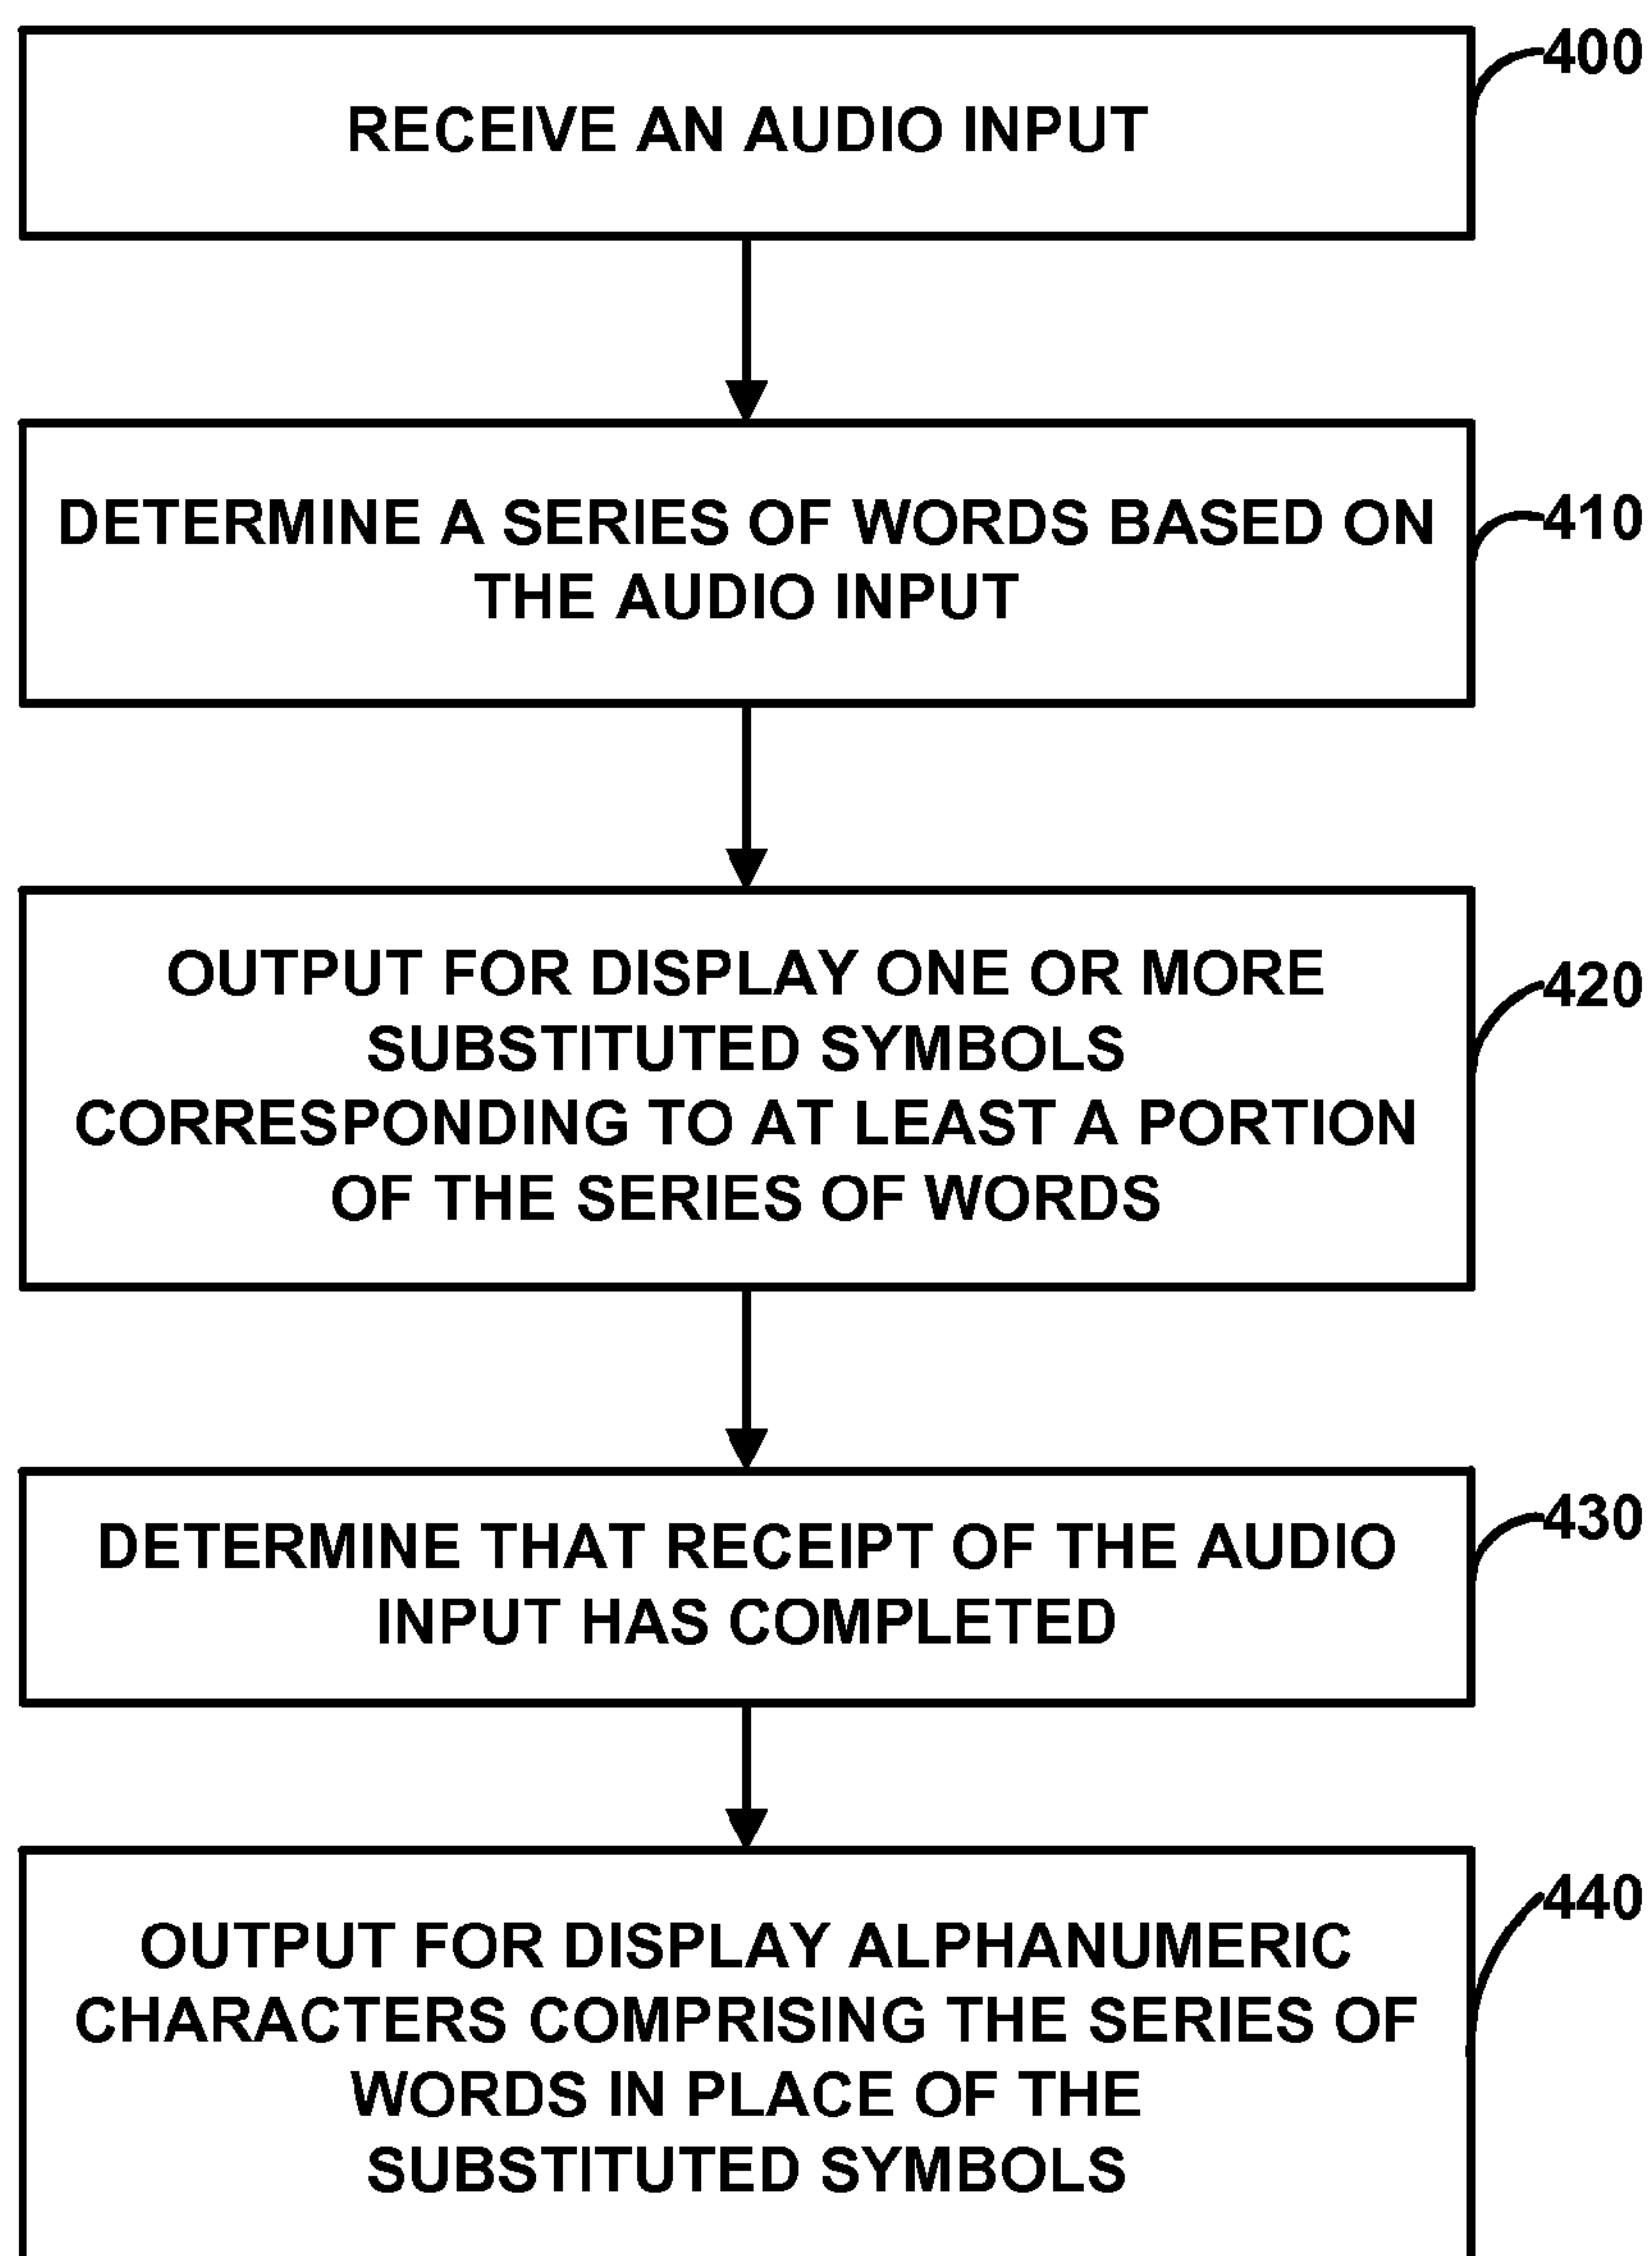 400
RECEIVE AN AUDIO INPUT
410
DETERMINE A SERIES OF WORDS BASED ON
THE AUDIO INPUT
420
OUTPUT FOR DISPLAY ONE OR MORE
SUBSTITUTED SYMBOLS
CORRESPONDING TO AT LEAST A PORTION
OF THE SERIES OF WORDS
430
DETERMINE THAT RECEIPT OF THE AUDIO
INPUT HAS COMPLETED
440
OUTPUT FOR DISPLAY ALPHANUMERIC
CHARACTERS COMPRISING THE SERIES OF
WORDS IN PLACE OF THE
SUBSTITUTED SYMBOLS